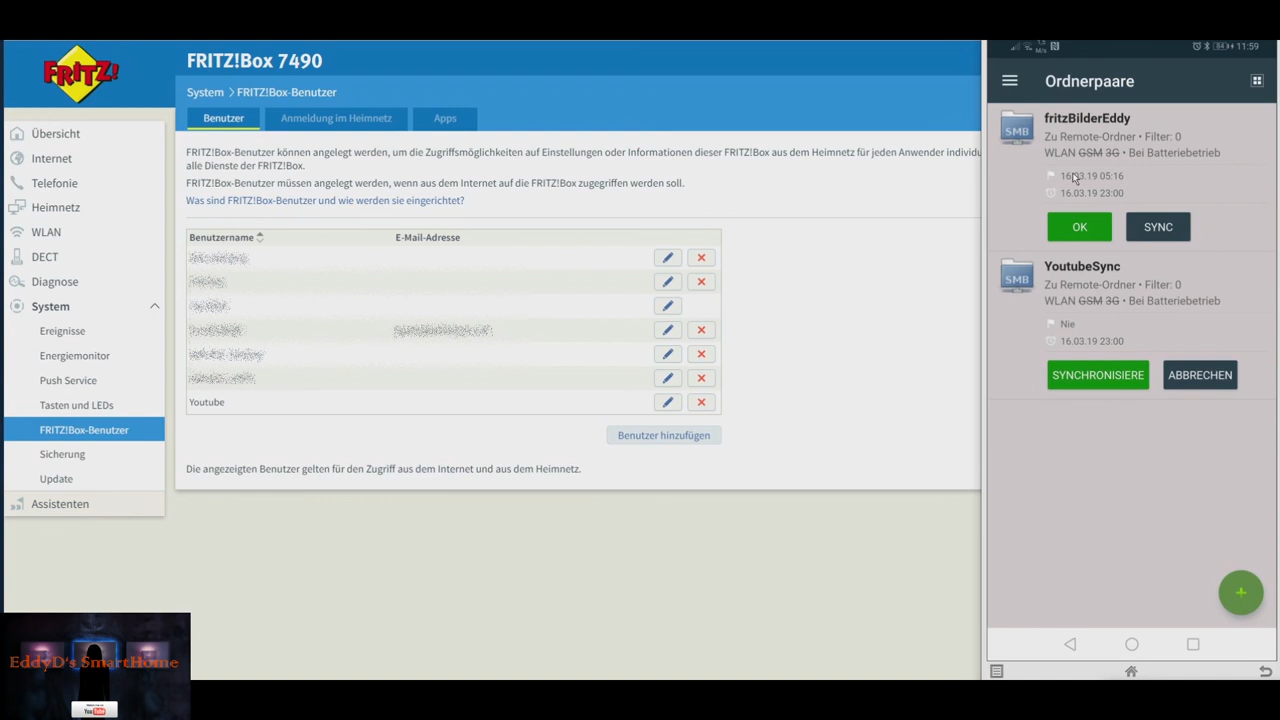 FRITZ!
FRITZ!Box 7490
System > FRITZ!Box-Benutzer
Benutzer
Anmeldung im Heimnetz
Apps
Übersicht
Internet
Telefonie
Heimnetz
WLAN
DECT
Diagnose
System
Ereignisse
Energiemonitor
Push Service
Tasten und LEDs
FRITZ!Box-Benutzer
Sicherung
Update
Assistenten
FRITZ!Box-Benutzer können angelegt werden, um die Zugriffsmöglichkeiten auf Einstellungen oder Informationen dieser FRITZ!Box aus dem Heimnetz für jeden Anwender
alle Dienste der FRITZ!Box.
FRITZ!Box-Benutzer müssen angelegt werden, wenn aus dem Internet auf die FRITZ!Box zugegriffen werden soll.
Was sind FRITZ!Box-Benutzer und wie werden sie eingerichtet?
Benutzername E-Mail-Adresse
Youtube
Benutzer hinzufügen
Die angezeigten Benutzer gelten für den Zugriff aus dem Internet und aus dem Heimnetz.
11:59
Ordnerpaare
SMB
fritzBilderEddy
Zu Remote-Ordner • Filter: 0
WLAN GSM 3G • Bei Batteriebetrieb
05:16
16.03.19 23:00
OK
SYNC
SMB
YoutubeSync
Zu Remote-Ordner • Filter: 0
WLAN GSM 3G • Bei Batteriebetrieb
Nie
16.03.19 23:00
SYNCHRONISIERE
ABBRECHEN
+
EddyD's SmartHome
You Tube